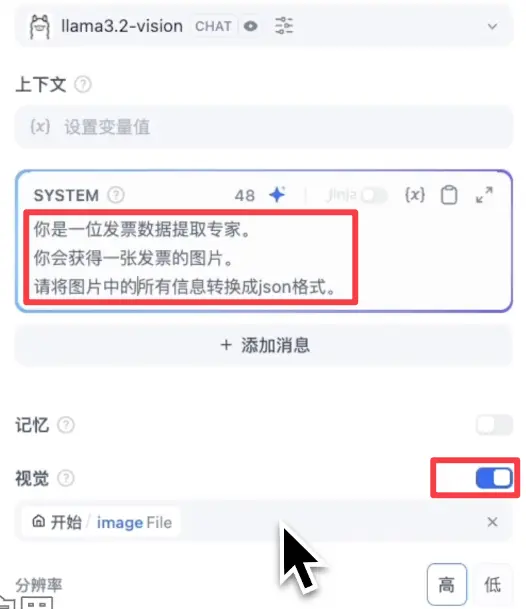 llama3.2-vision CHAT
上下文
{x} 设置变量值
SYSTEM 48 Jinja {x}
你是一位发票数据提取专家。
你会获得一张发票的图片。
请将图片中的所有信息转换成json格式。
+ 添加消息
记忆
视觉
开始 / image File
分辨率 高 低